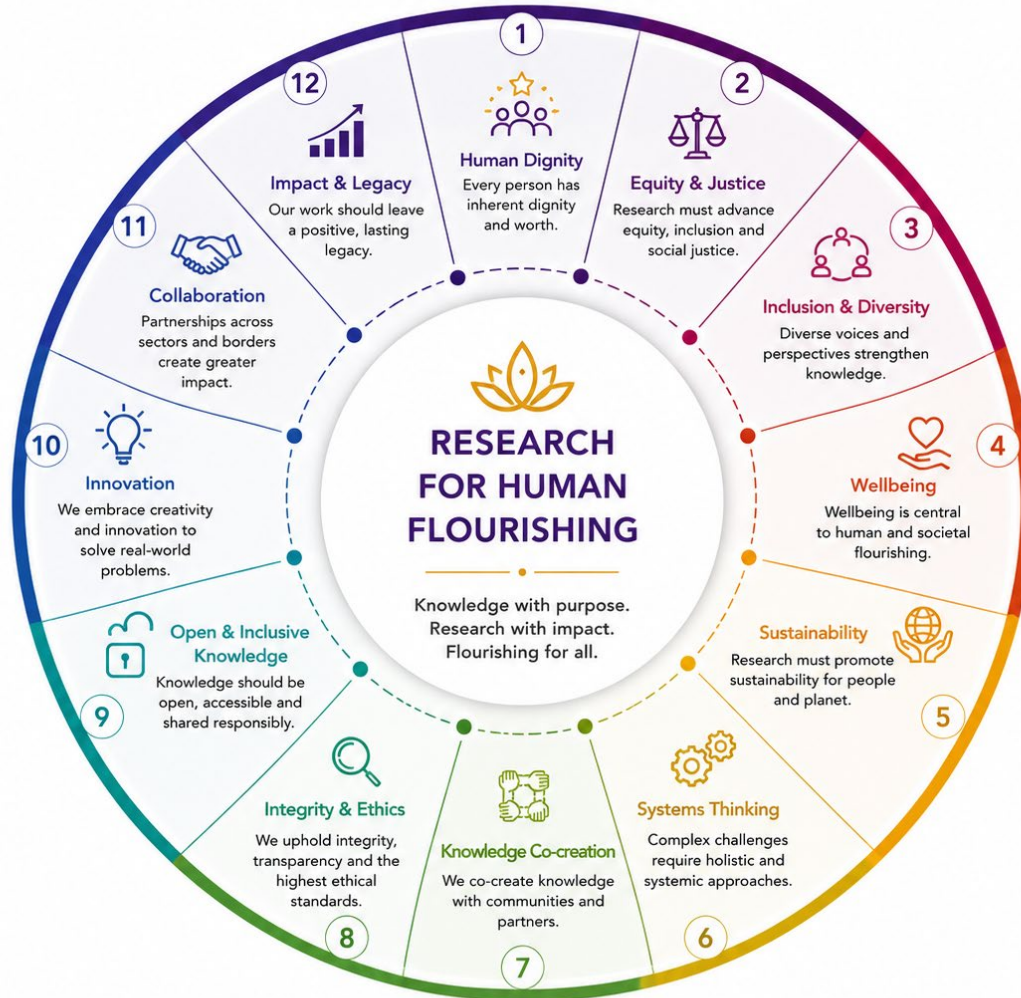 RESEARCH
FOR HUMAN
FLOURISHING
Knowledge with purpose.
Research with impact.
Flourishing for all.
1
Human Dignity
Every person has
inherent dignity
and worth.
2
Equity & Justice
Research must advance
equity, inclusion and
social justice.
3
Inclusion & Diversity
Diverse voices and
perspectives strengthen
knowledge.
4
Wellbeing
Wellbeing is central
to human and societal
flourishing.
5
Sustainability
Research must promote
sustainability for people
and planet.
6
Systems Thinking
Complex challenges
require holistic and
systemic approaches.
7
Knowledge Co-creation
We co-create knowledge
with communities and
partners.
8
Integrity & Ethics
We uphold integrity,
transparency and the
highest ethical
standards.
9
Open & Inclusive
Knowledge
Knowledge should be
open, accessible and
shared responsibly.
10
Innovation
We embrace creativity
and innovation to
solve real-world
problems.
11
Collaboration
Partnerships across
sectors and borders
create greater
impact.
12
Impact & Legacy
Our work should leave
a positive, lasting
legacy.